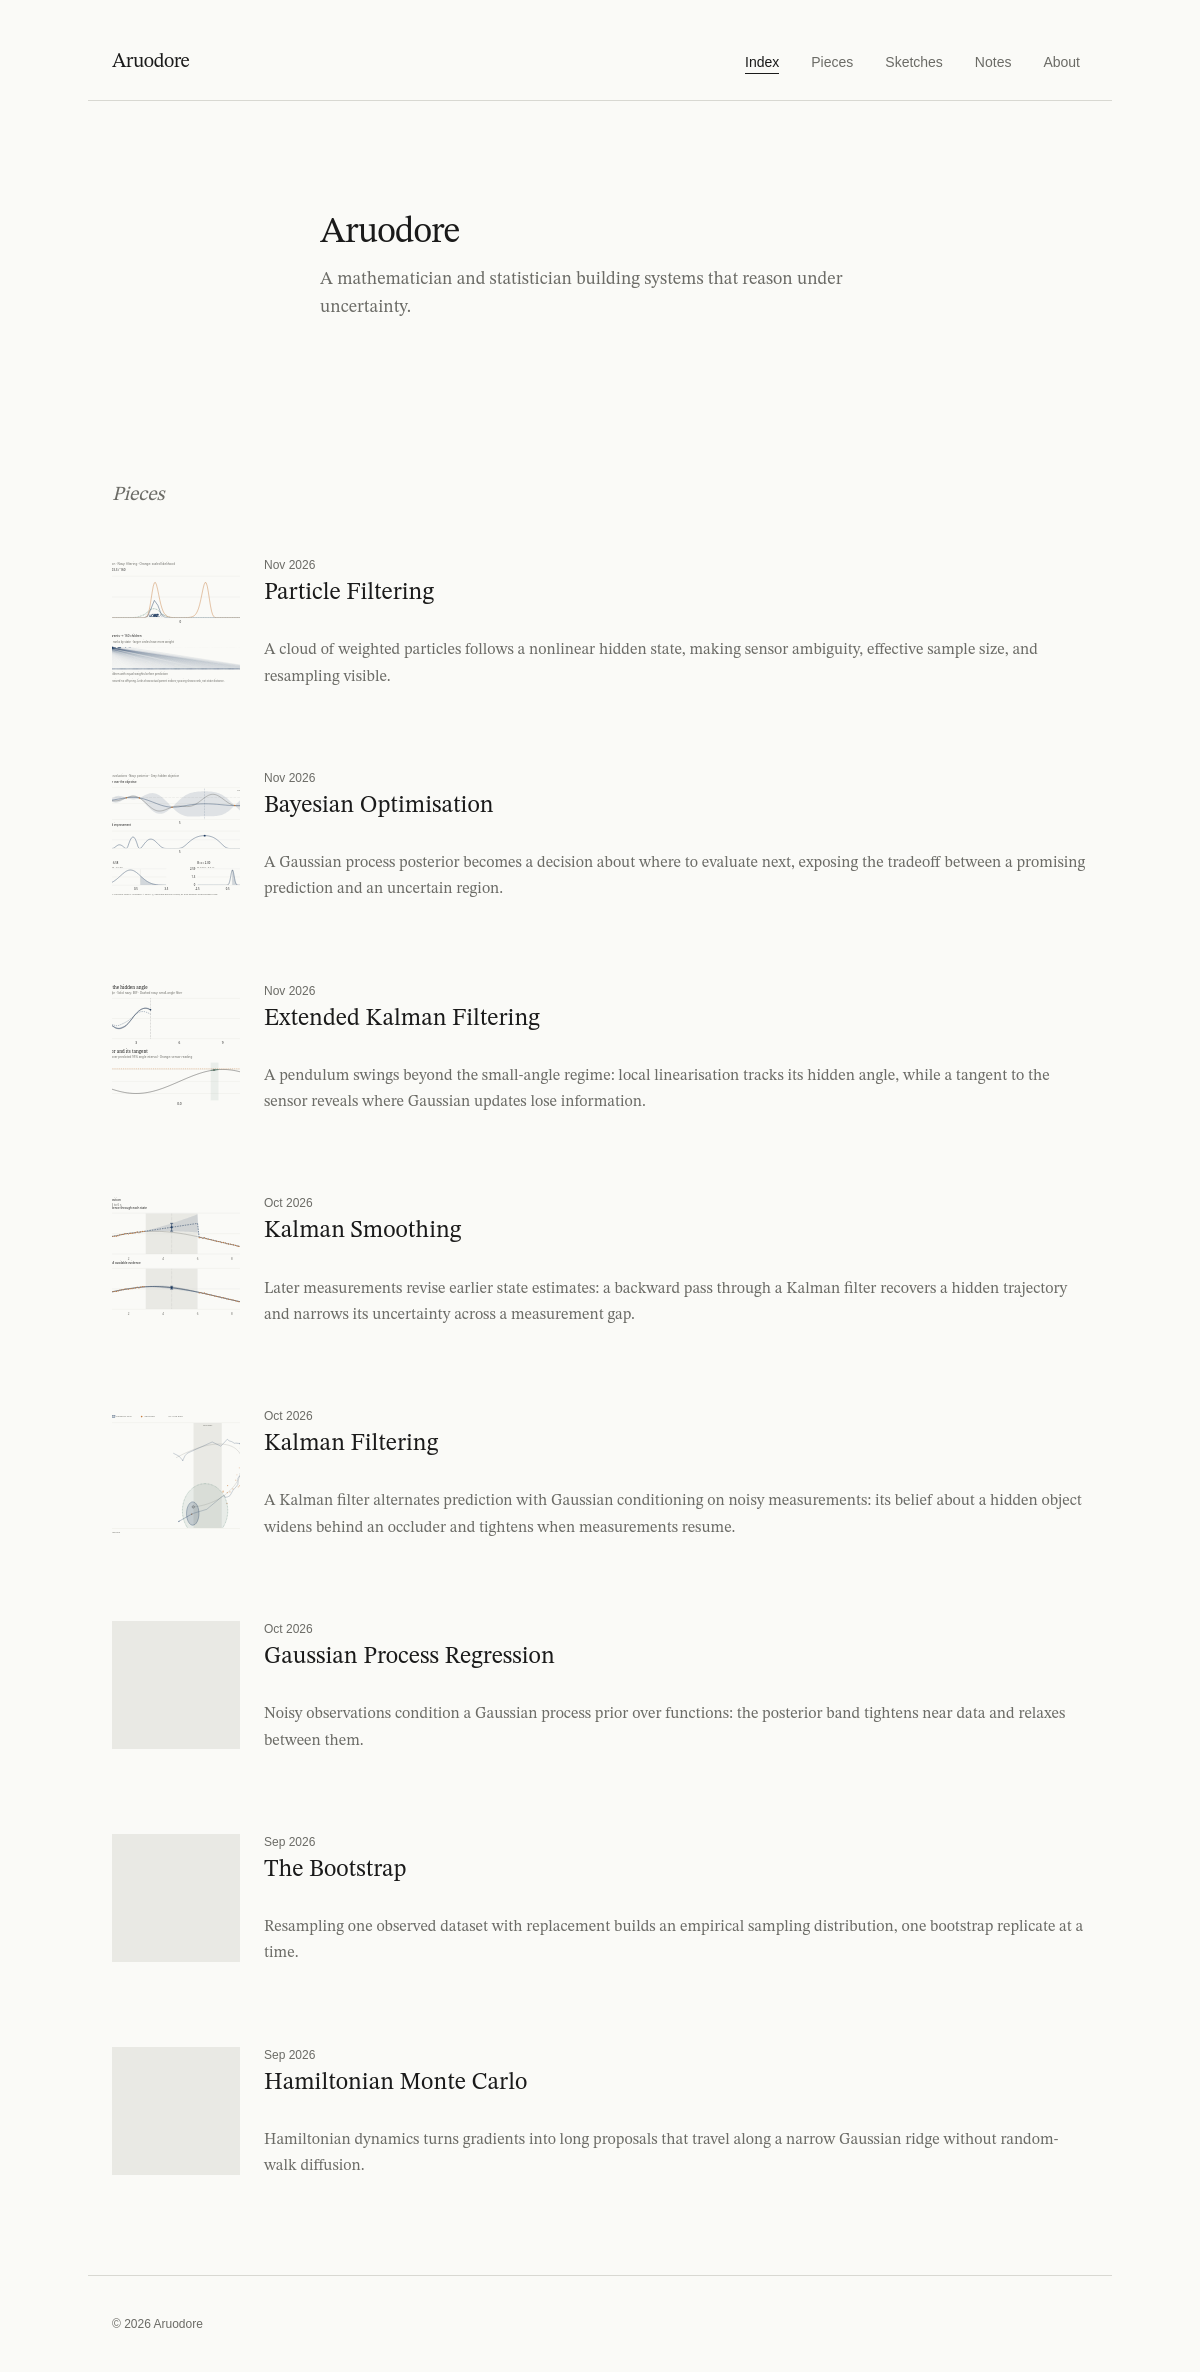 Aruodore
Index Pieces Sketches Notes About
Aruodore
A mathematician and statistician building systems that reason under
uncertainty.
Pieces
Nov 2026
Particle Filtering
A cloud of weighted particles follows a nonlinear hidden state, making sensor ambiguity, effective sample size, and
resampling visible.
Nov 2026
Bayesian Optimisation
A Gaussian process posterior becomes a decision about where to evaluate next, exposing the tradeoff between a promising
prediction and an uncertain region.
the hidden angle
or and its tangent
Nov 2026
Extended Kalman Filtering
A pendulum swings beyond the small-angle regime: local linearisation tracks its hidden angle, while a tangent to the
sensor reveals where Gaussian updates lose information.
Oct 2026
Kalman Smoothing
Later measurements revise earlier state estimates: a backward pass through a Kalman filter recovers a hidden trajectory
and narrows its uncertainty across a measurement gap.
Oct 2026
Kalman Filtering
A Kalman filter alternates prediction with Gaussian conditioning on noisy measurements: its belief about a hidden object
widens behind an occluder and tightens when measurements resume.
Oct 2026
Gaussian Process Regression
Noisy observations condition a Gaussian process prior over functions: the posterior band tightens near data and relaxes
between them.
Sep 2026
The Bootstrap
Resampling one observed dataset with replacement builds an empirical sampling distribution, one bootstrap replicate at a
time.
Sep 2026
Hamiltonian Monte Carlo
Hamiltonian dynamics turns gradients into long proposals that travel along a narrow Gaussian ridge without random-
walk diffusion.
© 2026 Aruodore